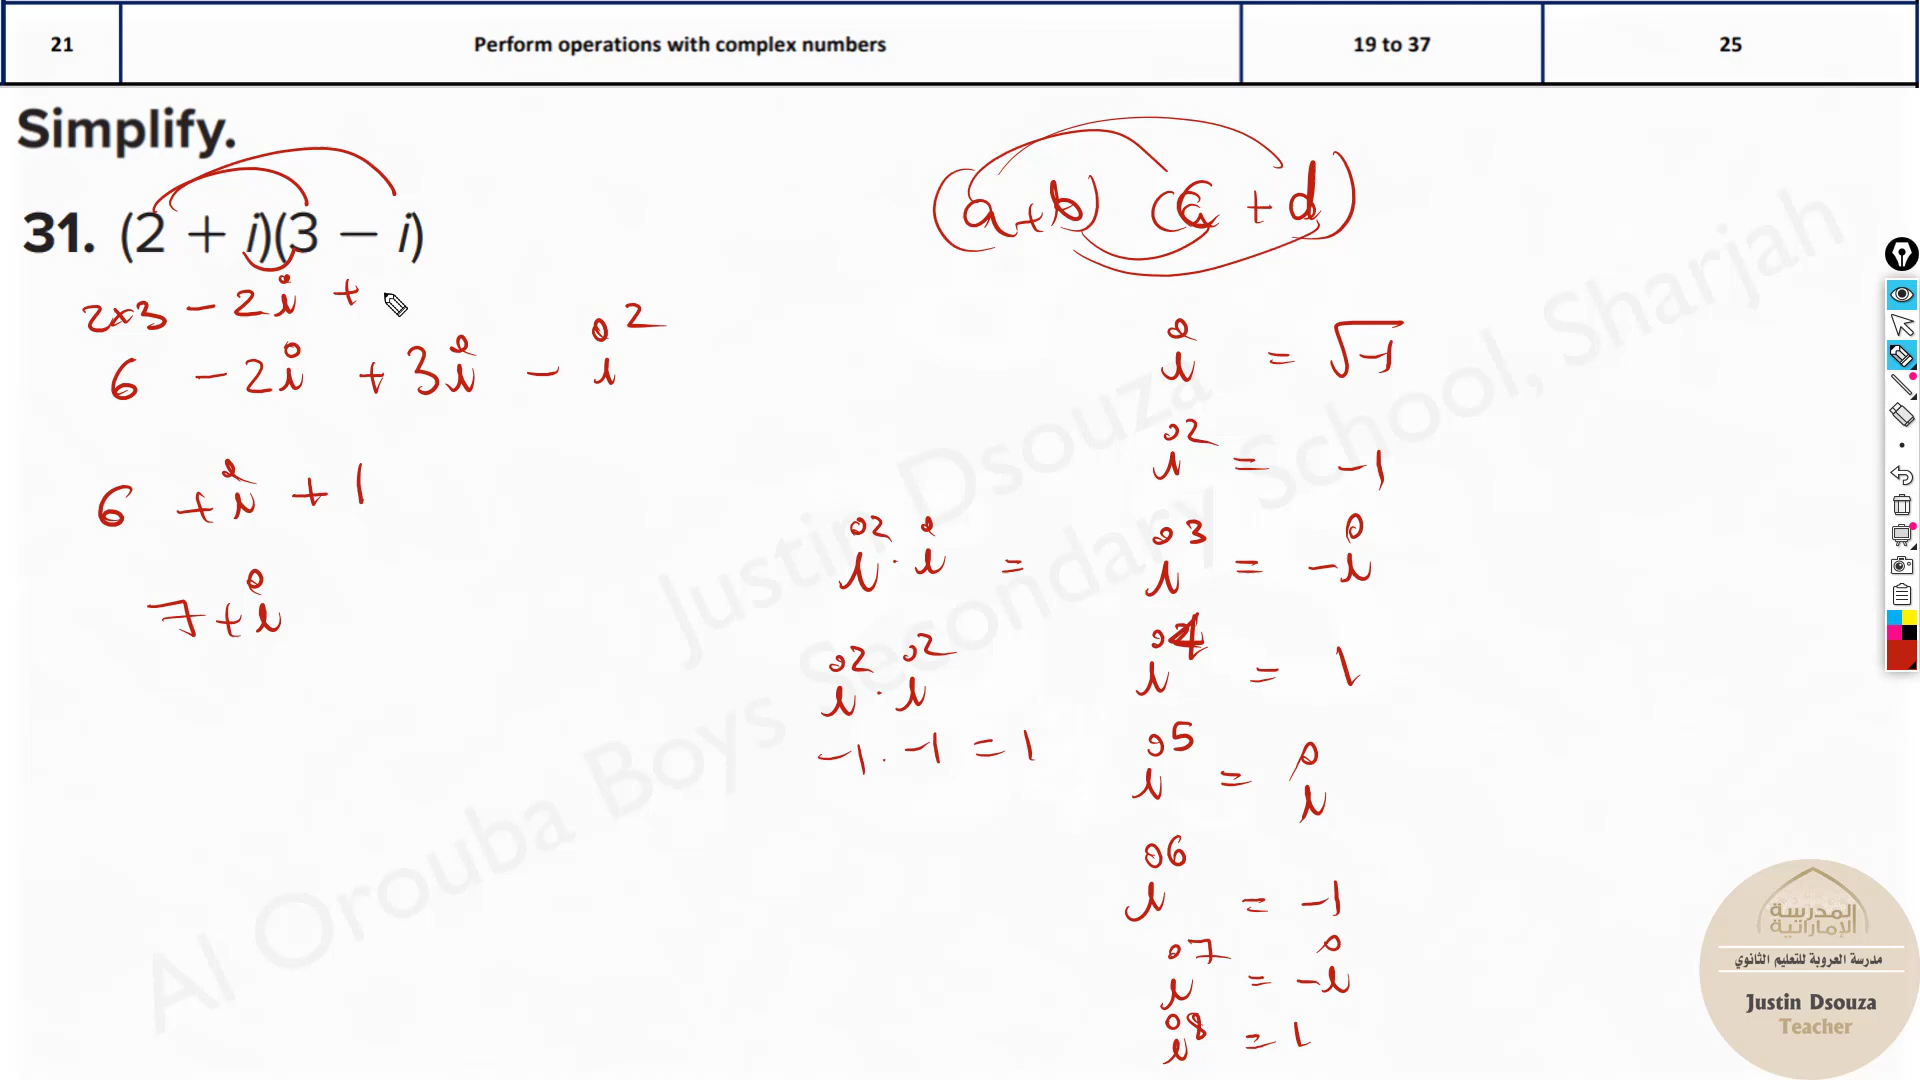 21 Perform operations with complex numbers 19 to 37 25
Simplify.
31. (2 + i)(3 − i)
2×3 − 2i +
6 − 2i + 3i − i²
6 + i + 1
7 + i
(a+b) (c + d)
i = √−1
i² = −1
i² · i = i³ = −i
i⁴ = 1
i² · i²
−1 · −1 = 1
i⁵ = i
i⁶ = −1
i⁷ = −i
i⁸ = 1
Justin Dsouza
Al Orouba Boys Secondary School, Sharjah
المدرسة
الإماراتية
مدرسة العروبة للتعليم الثانوي
Justin Dsouza
Teacher